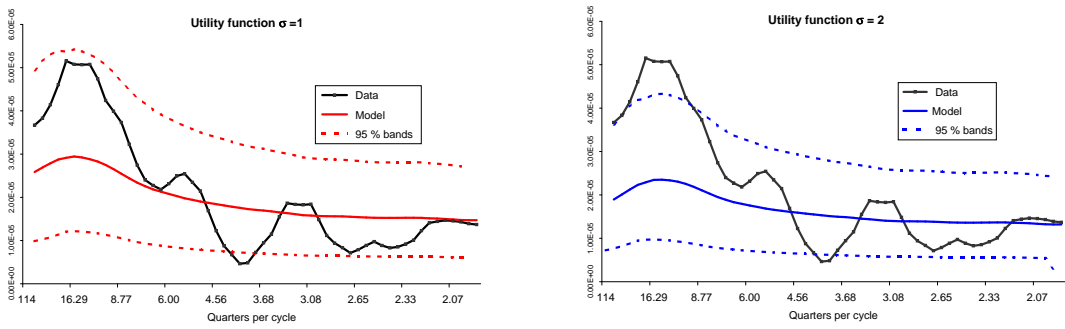 Utility function σ =1
6.00E-05
5.00E-05
4.00E-05
3.00E-05
2.00E-05
1.00E-05
0.00E+00
Data
Model
95 % bands
114 16.29 8.77 6.00 4.56 3.68 3.08 2.65 2.33 2.07
Quarters per cycle
Utility function σ = 2
6.00E-05
5.00E-05
4.00E-05
3.00E-05
2.00E-05
1.00E-05
0.00E+00
Data
Model
95 % bands
114 16.29 8.77 6.00 4.56 3.68 3.08 2.65 2.33 2.07
Quarters per cycle